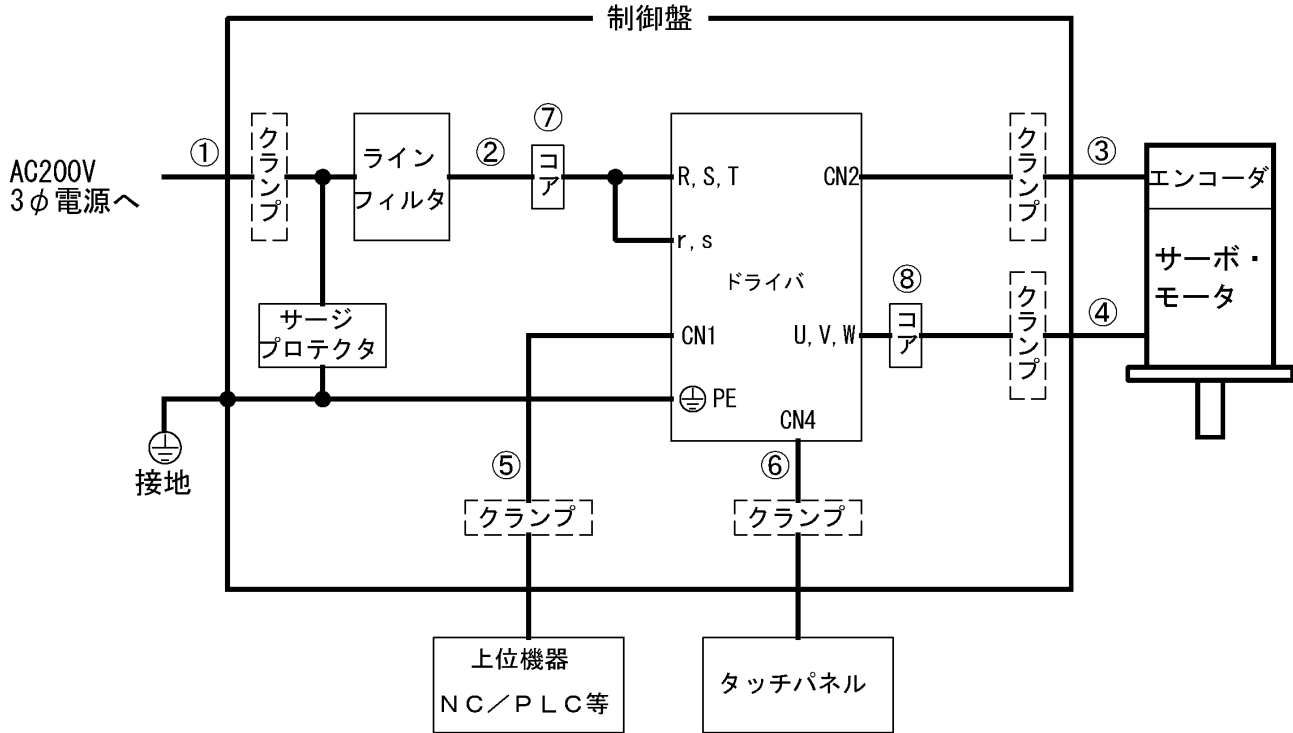 制御盤
⑦
①
クランプ
ライン
フィルタ
②
コア
R,S,T
CN2
クランプ
③
エンコーダ
AC200V
3φ電源へ
r,s
サーボ・
モータ
ドライバ
⑧
サージ
プロテクタ
CN1
U,V,W
コア
クランプ
④
PE
CN4
接地
⑤
⑥
クランプ
クランプ
上位機器
ＮＣ／ＰＬＣ等
タッチパネル